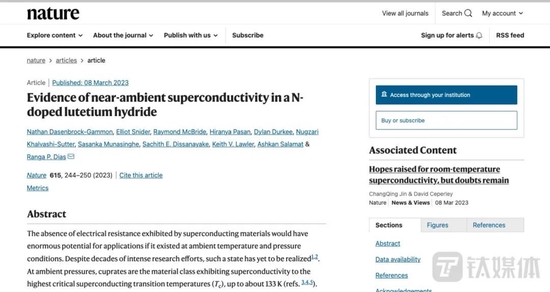 nature
View all journals
Search
My account
Explore content
About the journal
Publish with us
Subscribe
Sign up for alerts
RSS feed
nature > articles > article
Article | Published: 08 March 2023
Evidence of near-ambient superconductivity in a N-
doped lutetium hydride
Nathan Dasenbrock-Gammon, Elliot Snider, Raymond McBride, Hiranya Pasan, Dylan Durkee, Nugzari
Khalvashi-Sutter, Sasanka Munasinghe, Sachith E. Dissanayake, Keith V. Lawler, Ashkan Salamat &
Ranga P. Dias
Nature 615, 244–250 (2023) | Cite this article
Metrics
Abstract
The absence of electrical resistance exhibited by superconducting materials would have
enormous potential for applications if it existed at ambient temperature and pressure
conditions. Despite decades of intense research efforts, such a state has yet to be realized1,2.
At ambient pressures, cuprates are the material class exhibiting superconductivity to the
highest critical superconducting transition temperatures (Tc), up to about 133 K (refs. 3,4,5).
Access through your institution
Buy or subscribe
Associated Content
Hopes raised for room-temperature
superconductivity, but doubts remain
ChangQing Jin & David Ceperley
Nature | News & Views | 08 Mar 2023
Sections
Figures
References
Abstract
Data availability
References
Acknowledgements
钛媒体